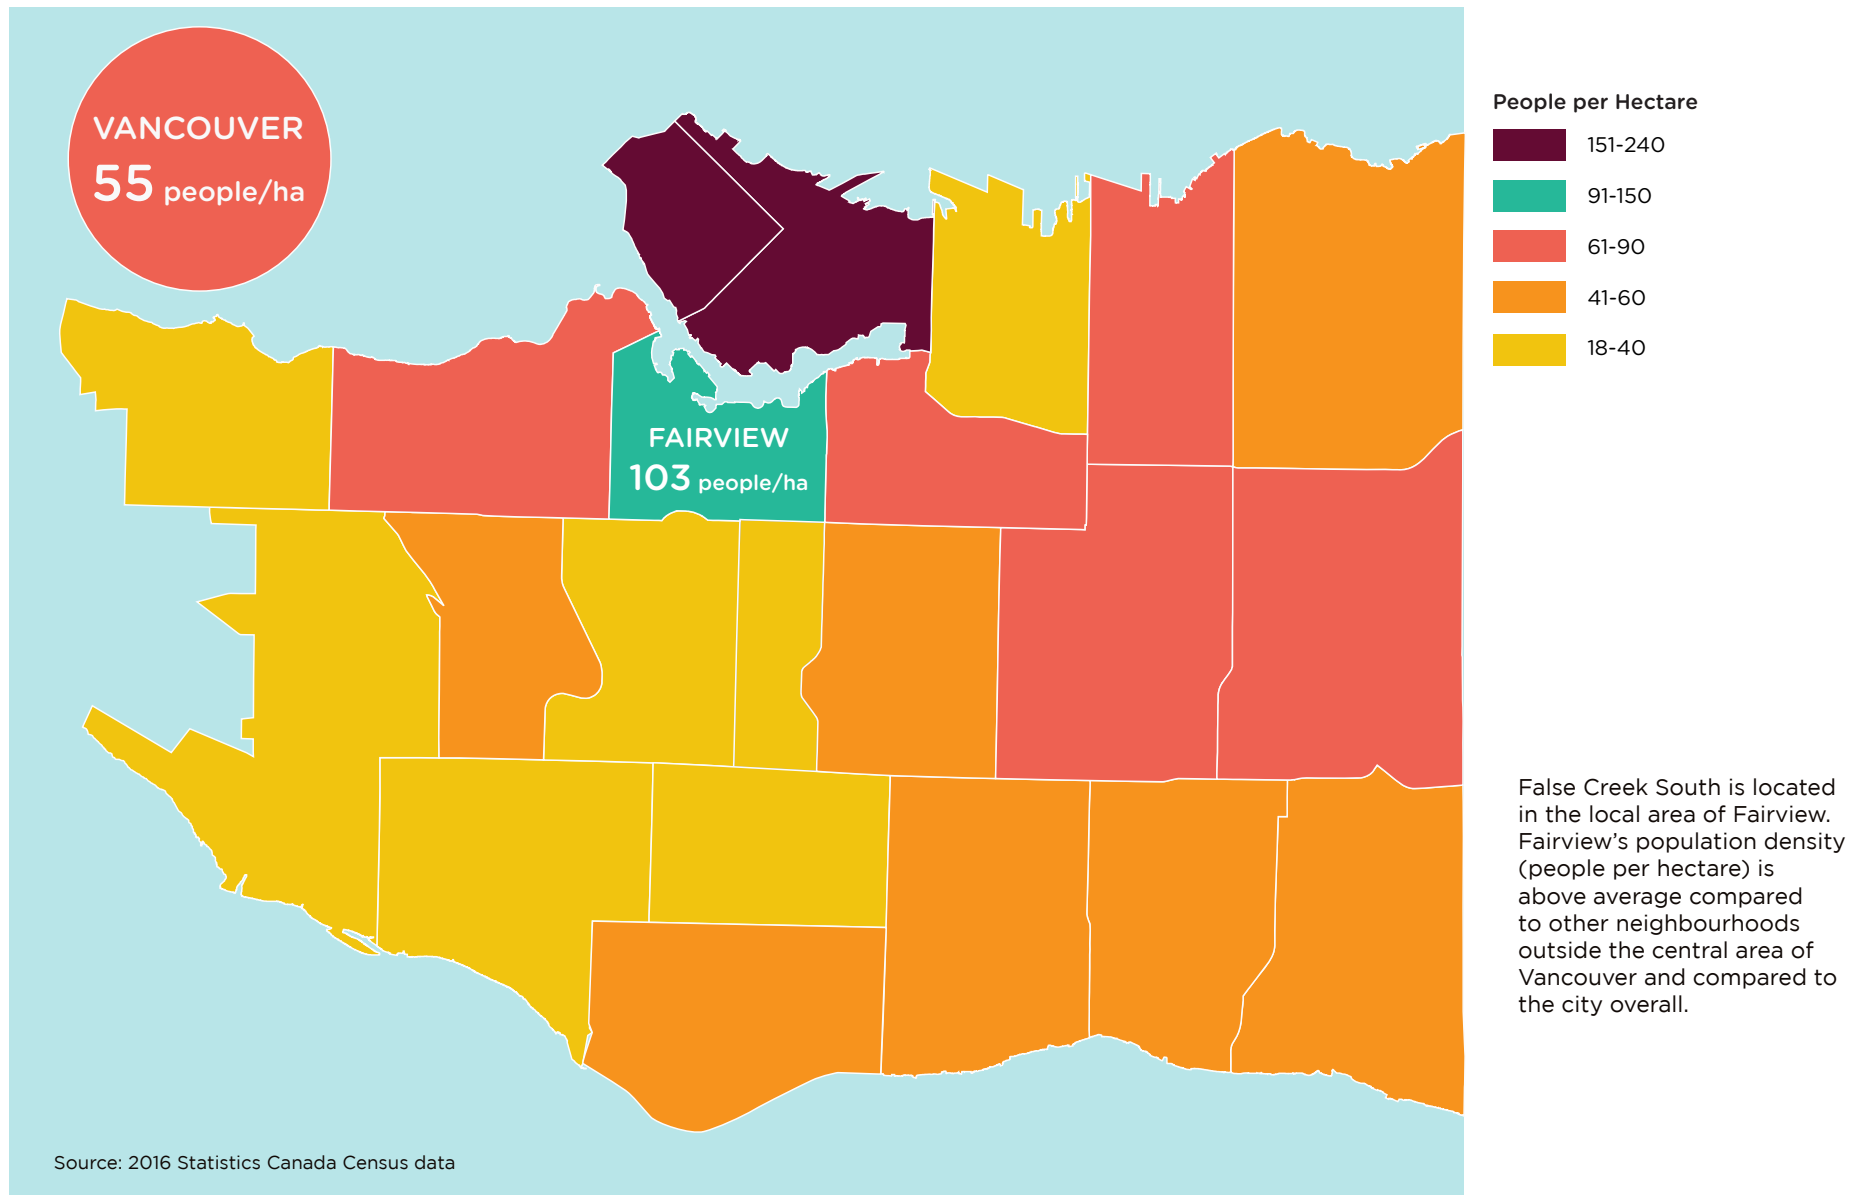 VANCOUVER
55 people/ha
FAIRVIEW
103 people/ha
People per Hectare
151-240
91-150
61-90
41-60
18-40
False Creek South is located
in the local area of Fairview.
Fairview’s population density
(people per hectare) is
above average compared
to other neighbourhoods
outside the central area of
Vancouver and compared to
the city overall.
Source: 2016 Statistics Canada Census data